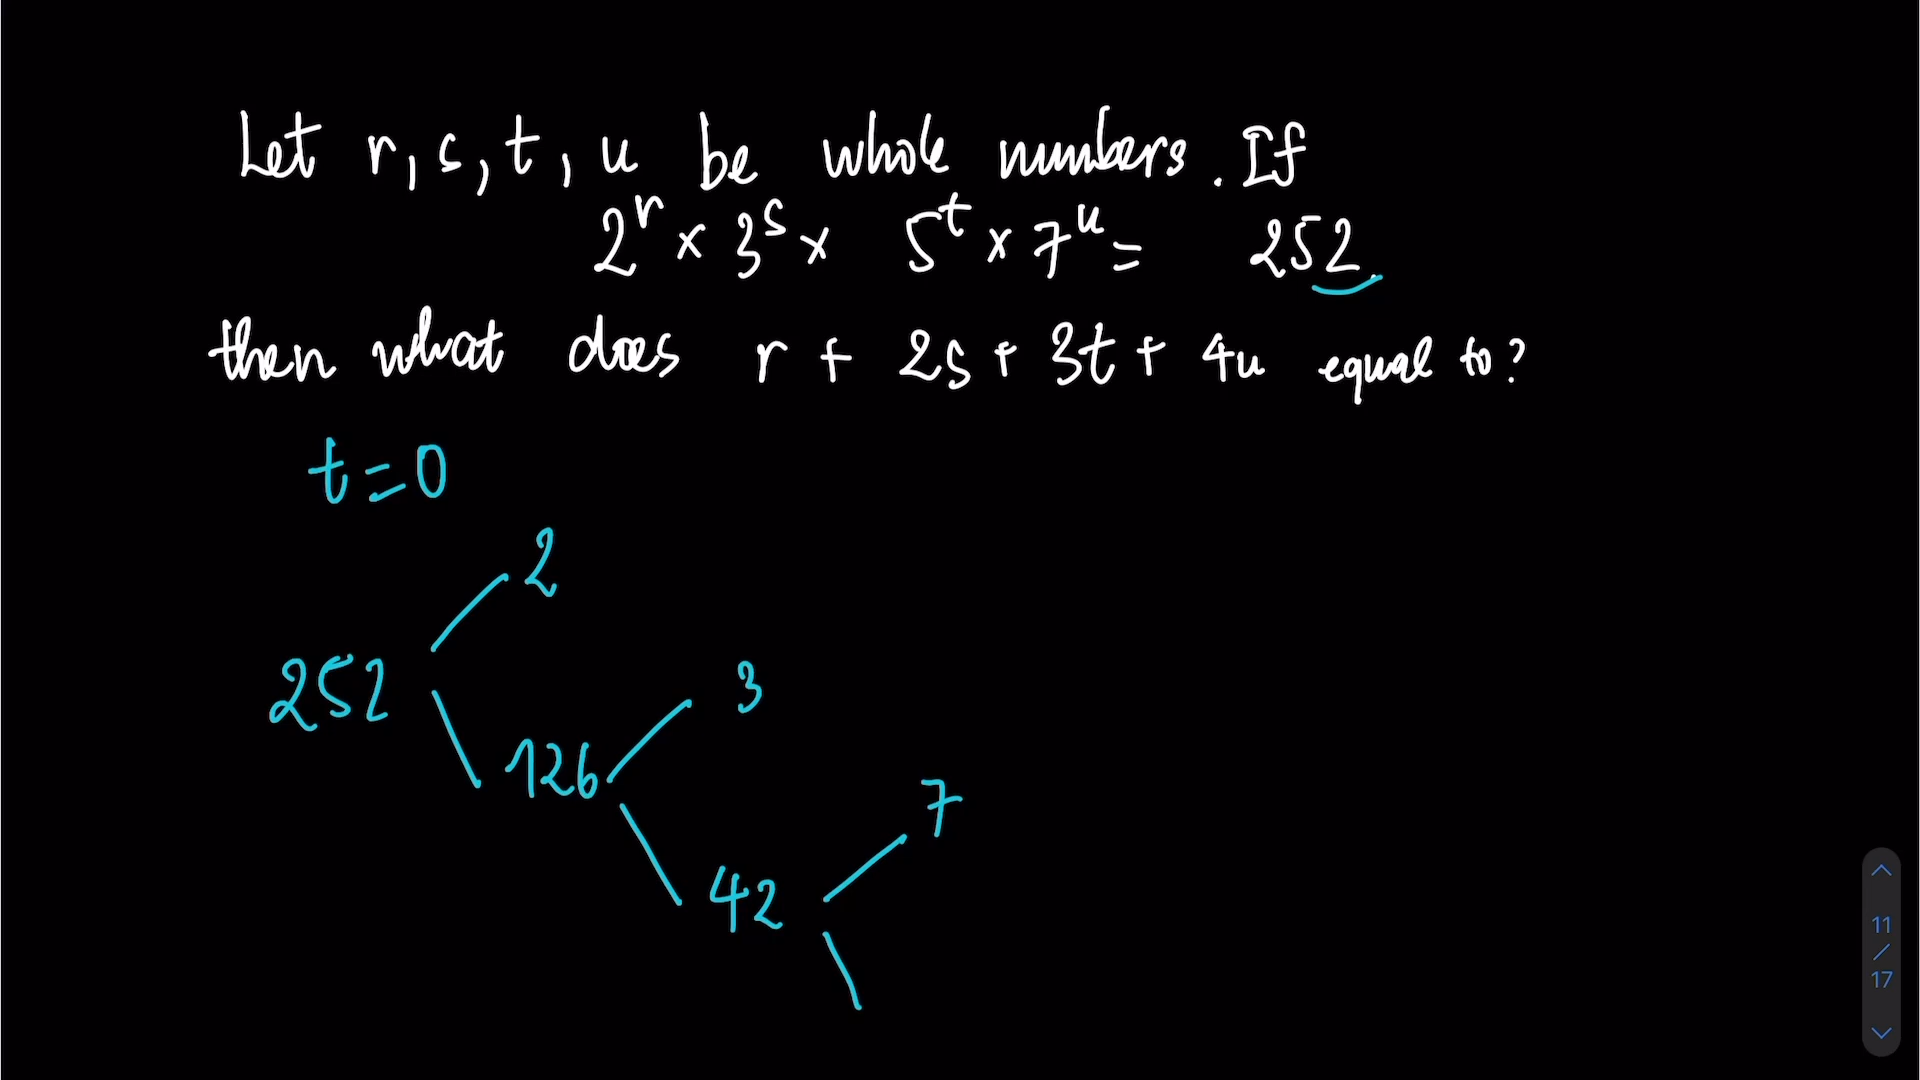 Let r, s, t, u be whole numbers. If
2^r × 3^s × 5^t × 7^u = 252.
then what does r + 2s + 3t + 4u equal to?
t=0
2
252
3
126
7
42
11
/
17